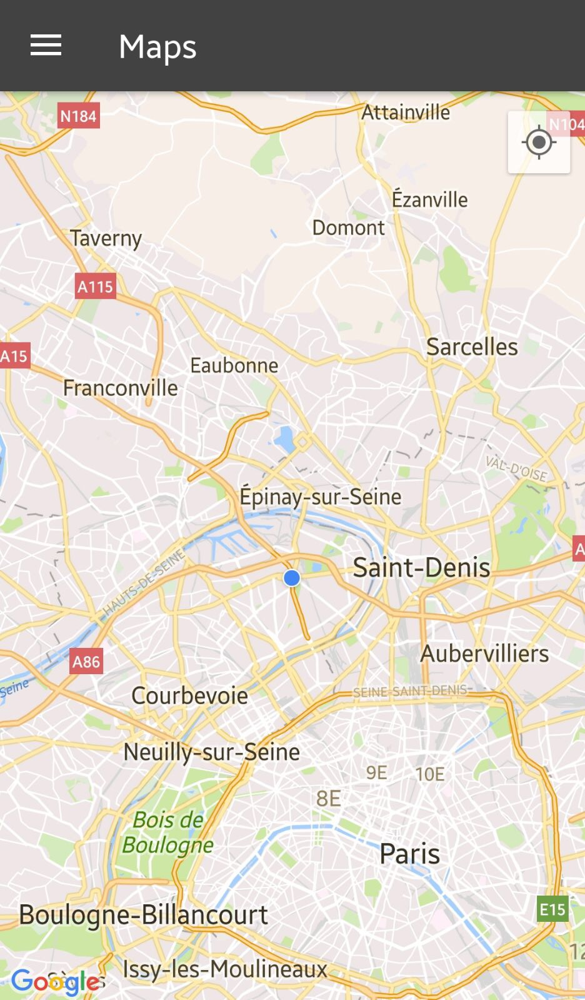 Maps
N184
Attainville
N104
Ézanville
Domont
Taverny
A115
Sarcelles
A15
Eaubonne
Franconville
VAL-D'OISE
Épinay-sur-Seine
A
HAUTS-DE-SEINE
Saint-Denis
Aubervilliers
A86
Seine
Courbevoie
SEINE-SAINT-DENIS
Neuilly-sur-Seine
9E
10E
8E
Bois de
Boulogne
Paris
E15
Boulogne-Billancourt
12
Issy-les-Moulineaux
Google